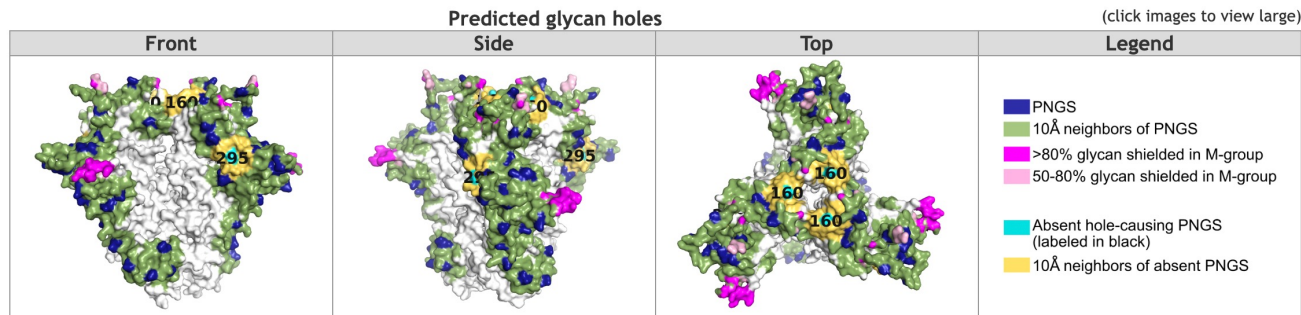 Predicted glycan holes
(click images to view large)
Front
Side
Top
Legend
160
295
0
295
160
160
160
PNGS
10Å neighbors of PNGS
>80% glycan shielded in M-group
50-80% glycan shielded in M-group
Absent hole-causing PNGS
(labeled in black)
10Å neighbors of absent PNGS